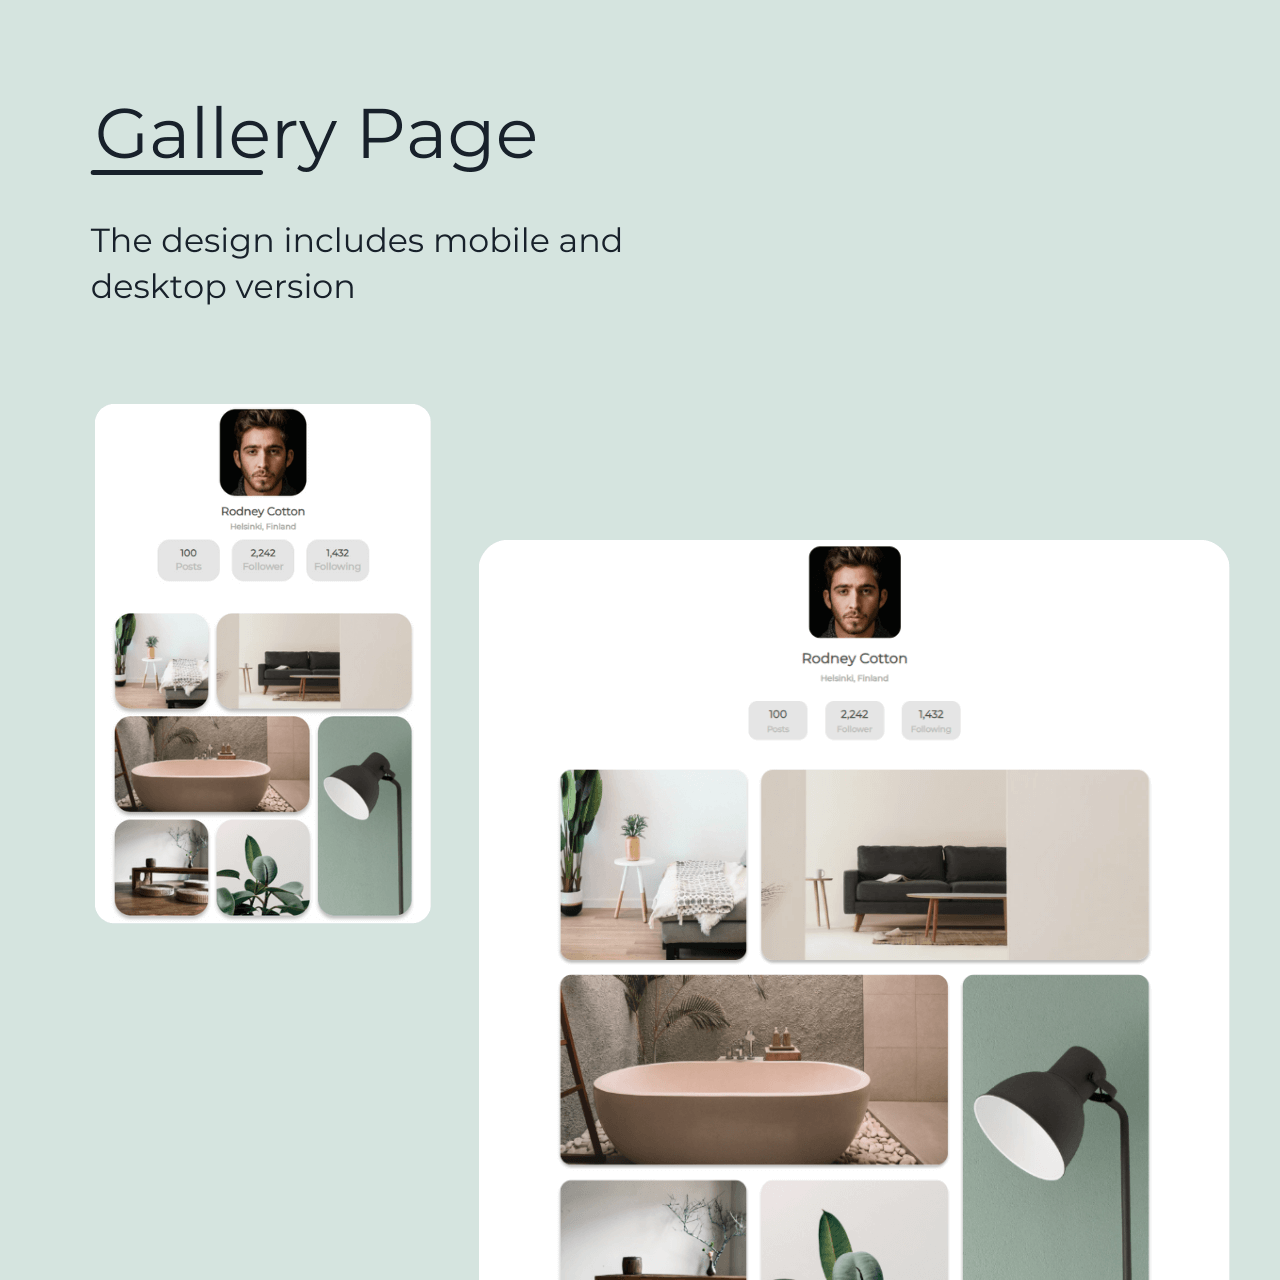 Gallery Page
The design includes mobile and
desktop version
Rodney Cotton
Helsinki, Finland
100 2,242 1,432
Posts Follower Following
Rodney Cotton
Helsinki, Finland
100 2,242 1,432
Posts Follower Following